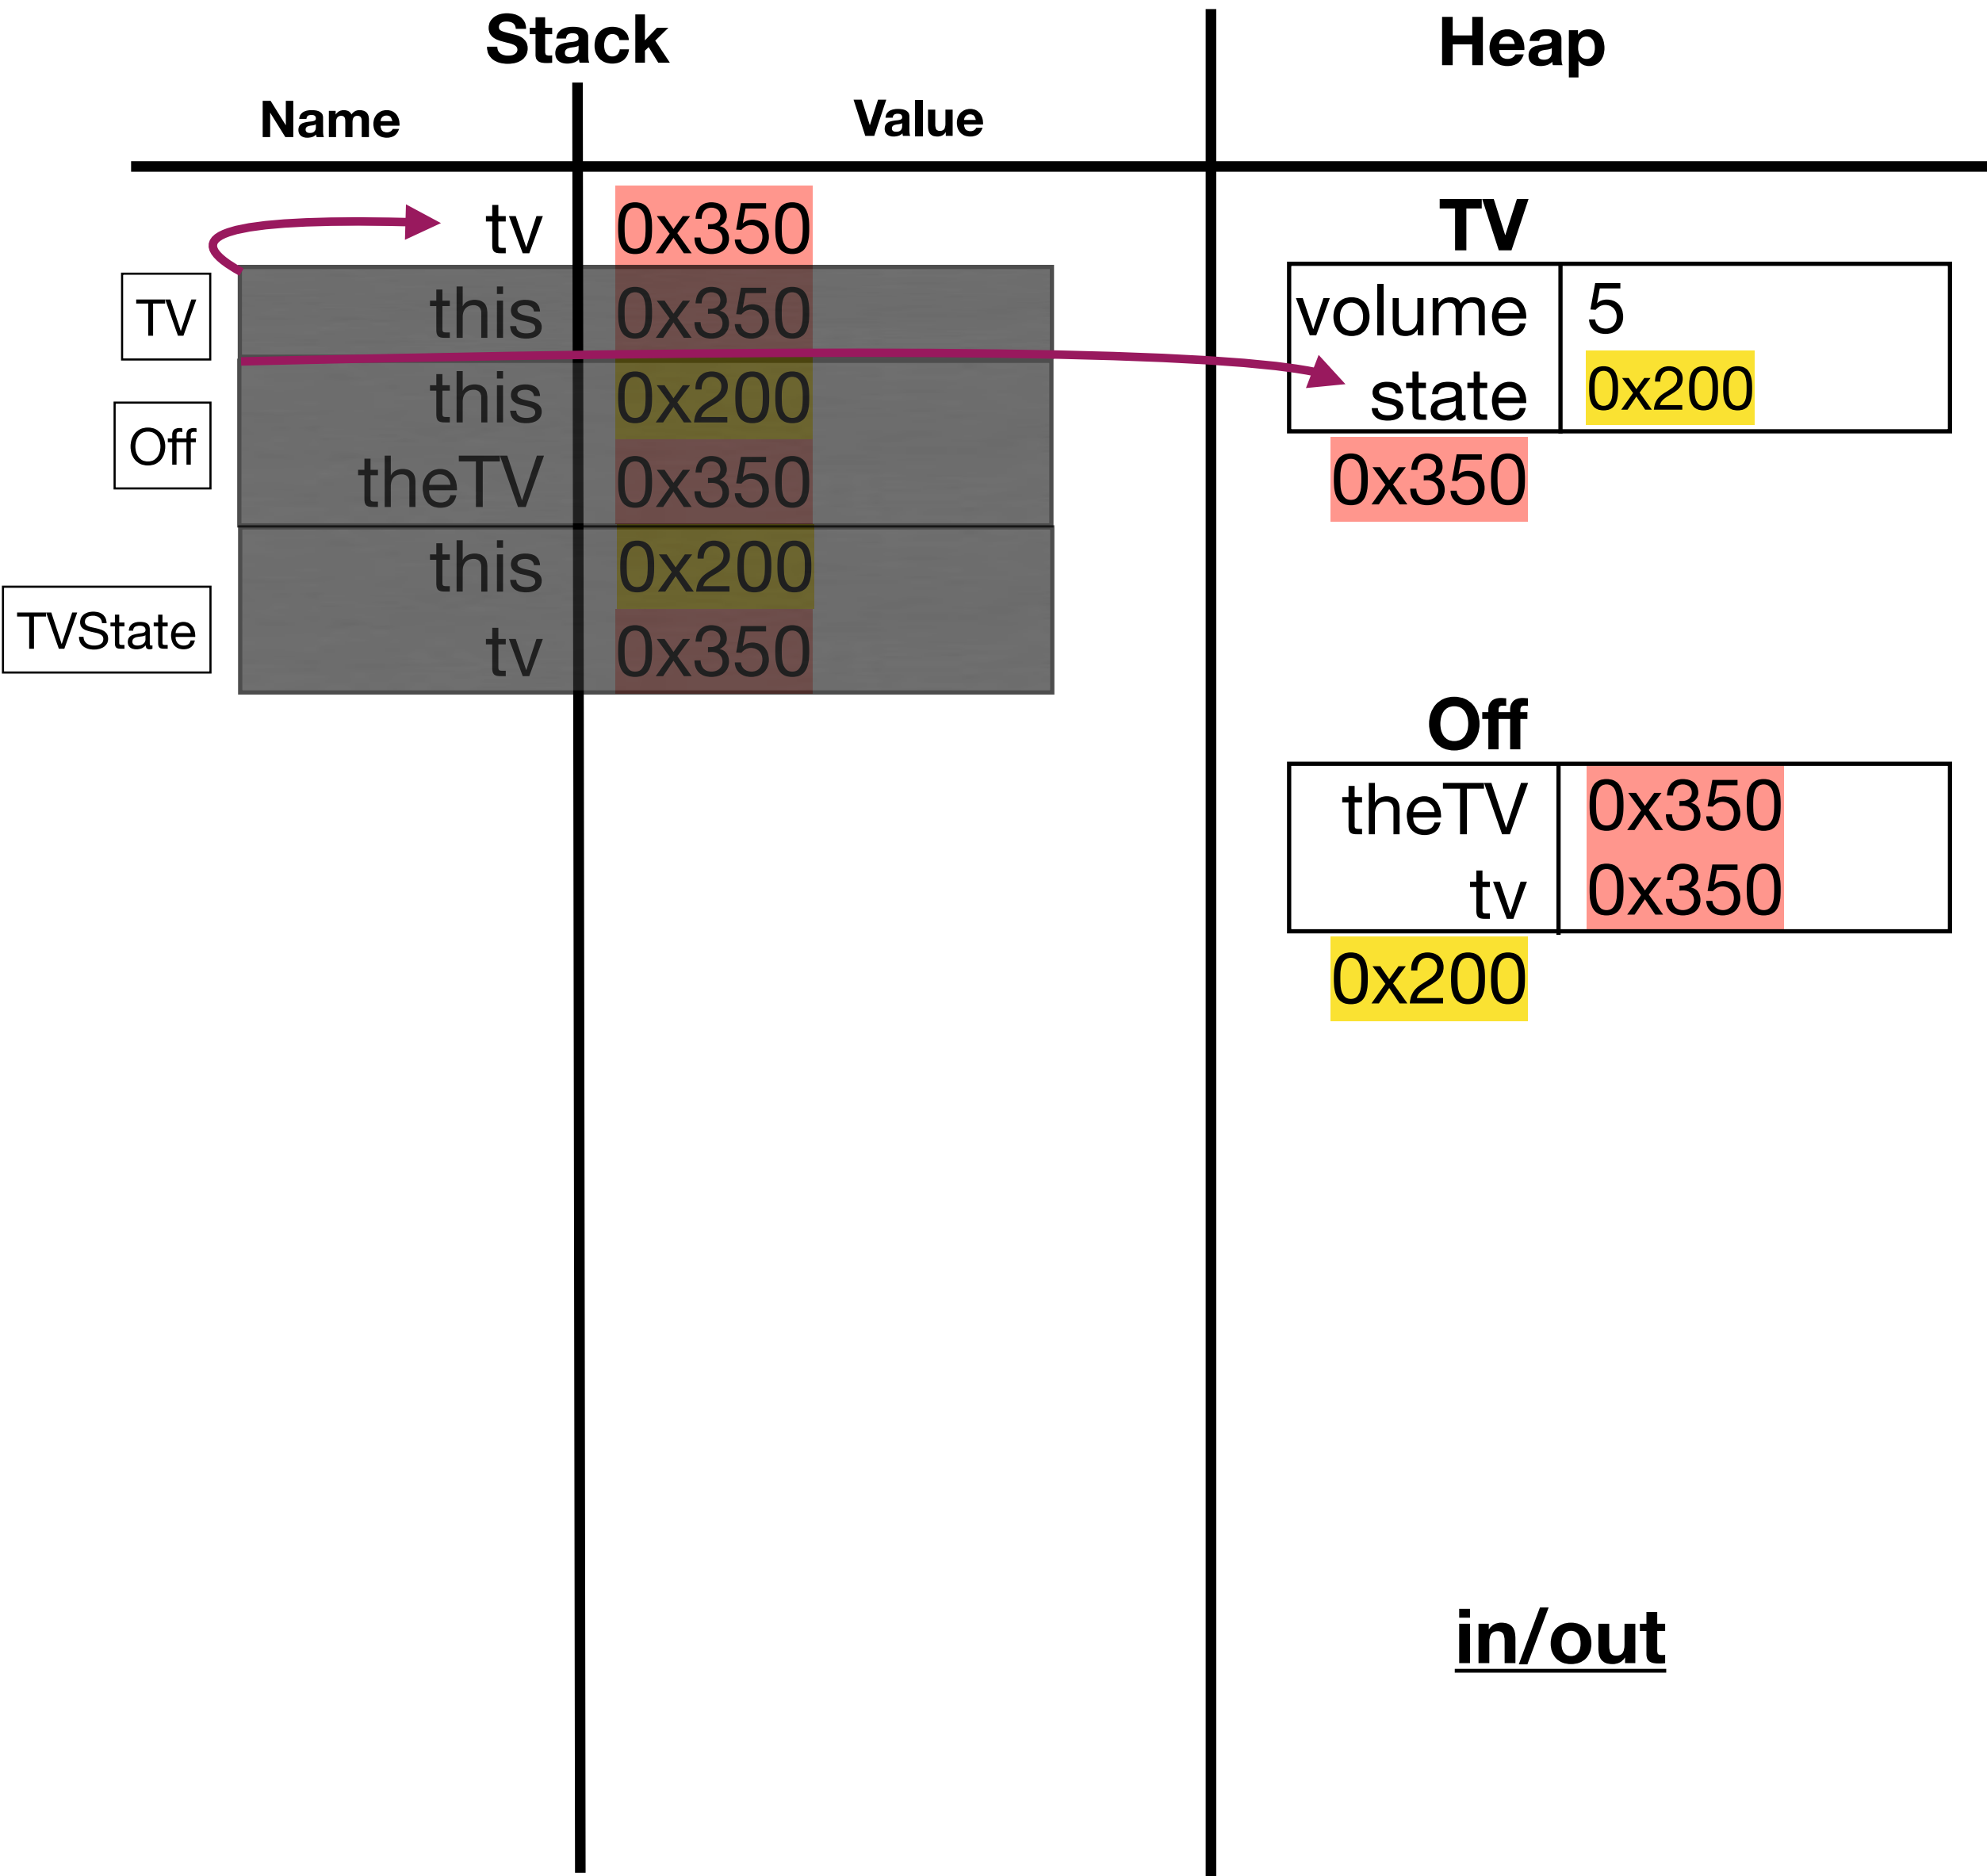 Stack
Heap
Name Value
tv 0x350
TV
TV this 0x350
volume 5
this 0x200
state 0x200
Off
theTV 0x350
0x350
this 0x200
TVState
tv 0x350
Off
theTV 0x350
tv 0x350
0x200
in/out